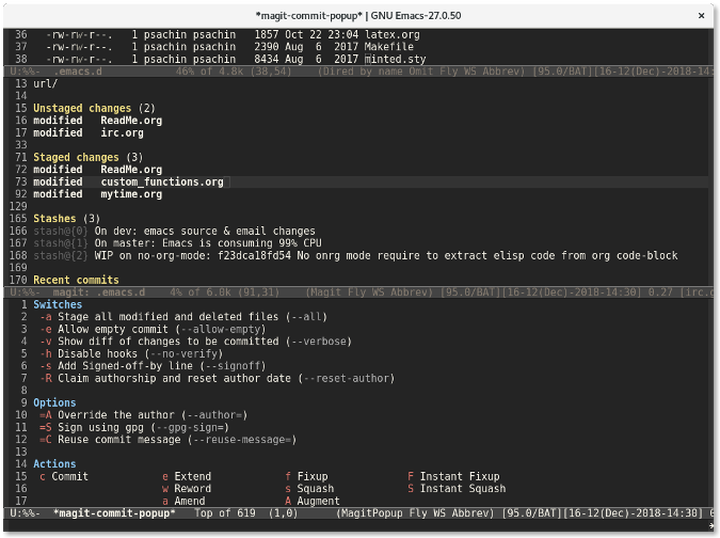 *magit-commit-popup* | GNU Emacs-27.0.50 ×
36 -rw-rw-r--. 1 psachin psachin 1857 Oct 22 23:04 latex.org
37 -rw-rw-r--. 1 psachin psachin 2390 Aug 6 2017 Makefile
38 -rw-rw-r--. 1 psachin psachin 8434 Aug 6 2017 minted.sty
U:%%- .emacs.d 46% of 4.8k (38,54) (Dired by name Omit Fly WS Abbrev) [95.0/BAT][16-12(Dec)-2018-14:
13 url/
14
15 Unstaged changes (2)
16 modified ReadMe.org
17 modified irc.org
33
71 Staged changes (3)
72 modified ReadMe.org
73 modified custom_functions.org
92 modified mytime.org
129
165 Stashes (3)
166 stash@{0} On dev: emacs source & email changes
167 stash@{1} On master: Emacs is consuming 99% CPU
168 stash@{2} WIP on no-org-mode: f23dca18fd54 No onrg mode require to extract elisp code from org code-block
169
170 Recent commits
U:%%- magit: .emacs.d 4% of 6.0k (91,31) (Magit Fly WS Abbrev) [95.0/BAT][16-12(Dec)-2018-14:30] 0.27 [irc.o
1 Switches
2 -a Stage all modified and deleted files (--all)
3 -e Allow empty commit (--allow-empty)
4 -v Show diff of changes to be committed (--verbose)
5 -h Disable hooks (--no-verify)
6 -s Add Signed-off-by line (--signoff)
7 -R Claim authorship and reset author date (--reset-author)
8
9 Options
10 =A Override the author (--author=)
11 =S Sign using gpg (--gpg-sign=)
12 =C Reuse commit message (--reuse-message=)
13
14 Actions
15 c Commit e Extend f Fixup F Instant Fixup
16 w Reword s Squash S Instant Squash
17 a Amend A Augment
U:%%- *magit-commit-popup* Top of 619 (1,0) (MagitPopup Fly WS Abbrev) [95.0/BAT][16-12(Dec)-2018-14:30] 0